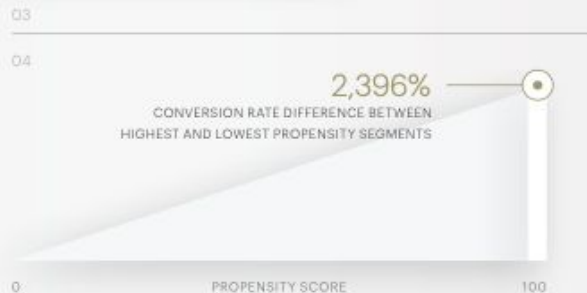 03
04
2,396%
CONVERSION RATE DIFFERENCE BETWEEN
HIGHEST AND LOWEST PROPENSITY SEGMENTS
0 PROPENSITY SCORE 100